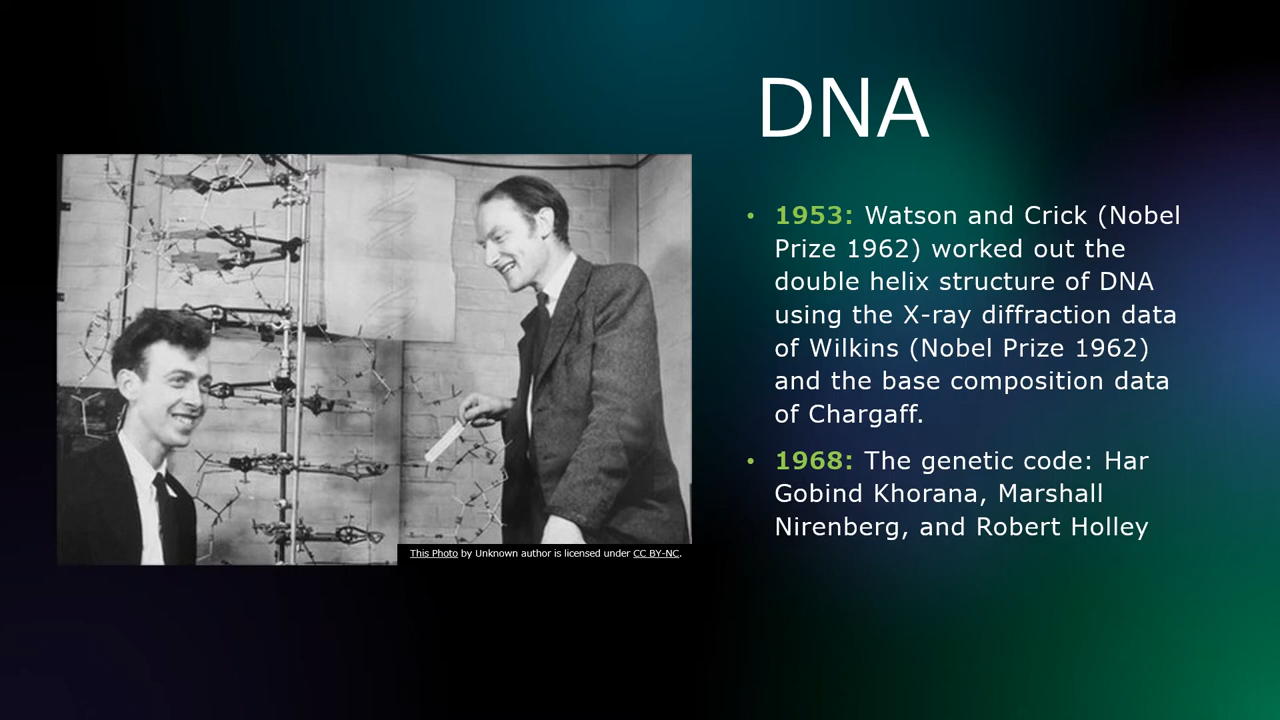 DNA
• 1953: Watson and Crick (Nobel
Prize 1962) worked out the
double helix structure of DNA
using the X-ray diffraction data
of Wilkins (Nobel Prize 1962)
and the base composition data
of Chargaff.
• 1968: The genetic code: Har
Gobind Khorana, Marshall
Nirenberg, and Robert Holley
This Photo by Unknown author is licensed under CC BY-NC.